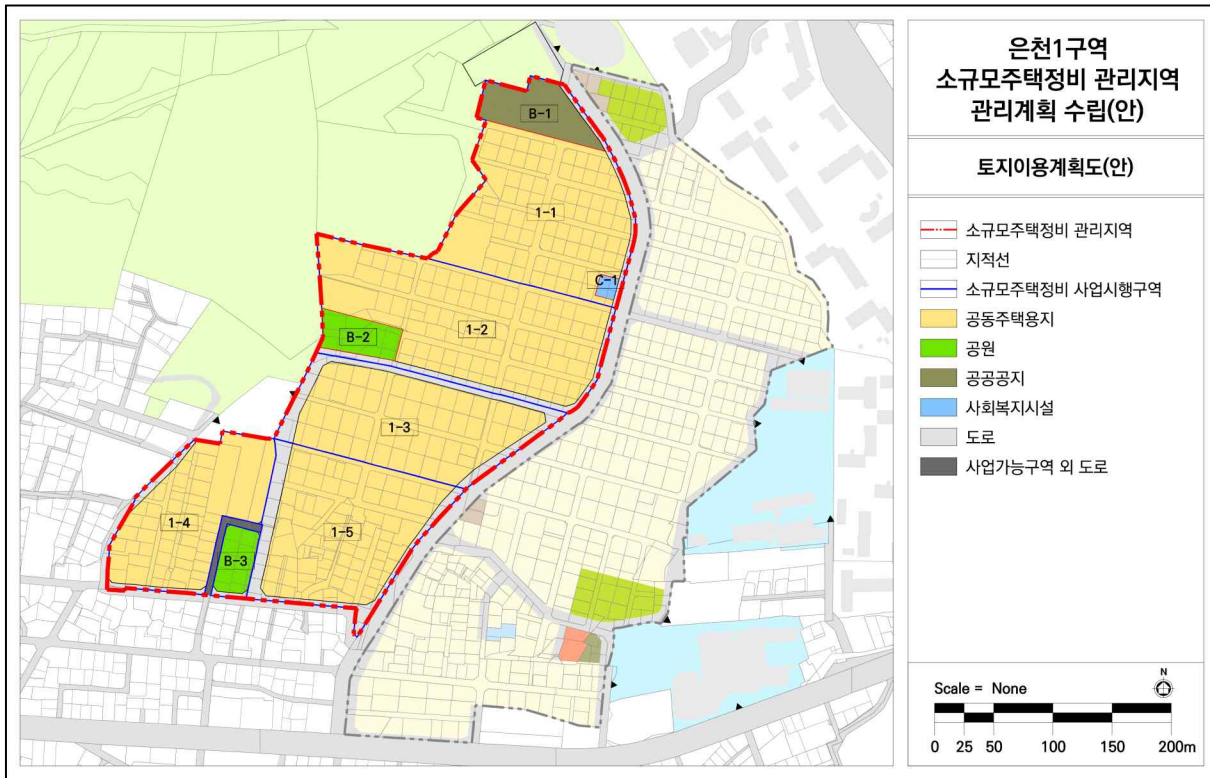 은천1구역
소규모주택정비 관리지역
관리계획 수립(안)
토지이용계획도(안)
소규모주택정비 관리지역
지적선
소규모주택정비 사업시행구역
공동주택용지
공원
공공공지
사회복지시설
도로
사업가능구역 외 도로
Scale = None
N
0 25 50 100 150 200m
B-1
1-1
C-1
1-2
B-2
1-3
1-4
1-5
B-3